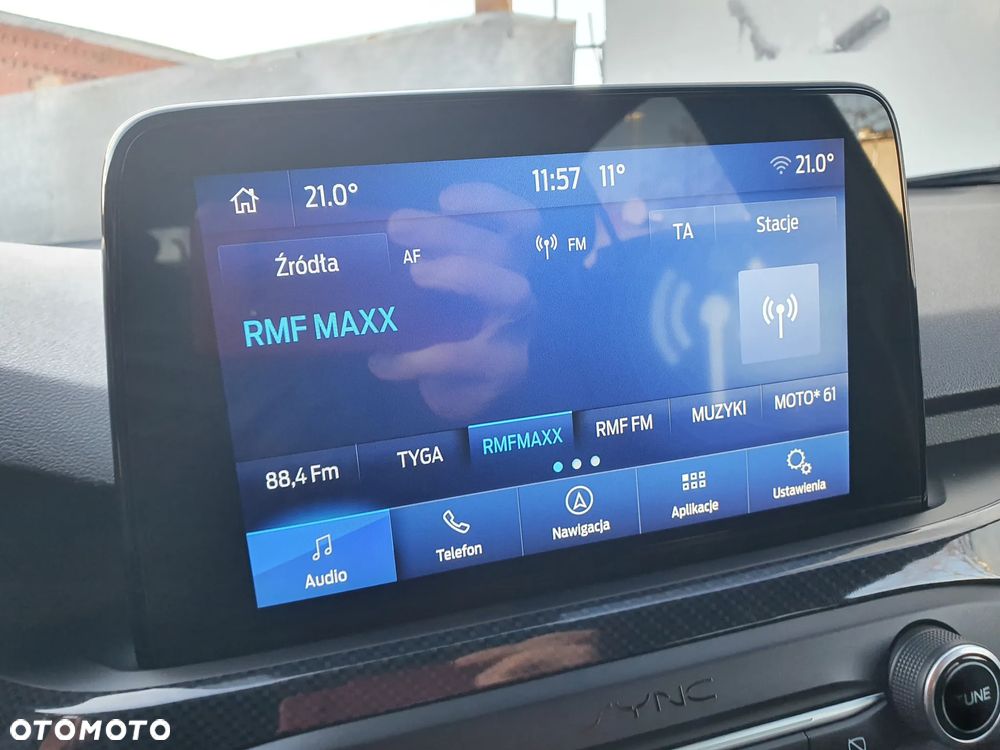 21.0°
11:57 11°
21.0°
Źródła
AF
FM
TA
Stacje
RMF MAXX
88,4 Fm
TYGA
RMFMAXX
RMF FM
MUZYKI
MOTO* 61
Audio
Telefon
Nawigacja
Aplikacje
Ustawienia
SYNC
TUNE
OTOMOTO